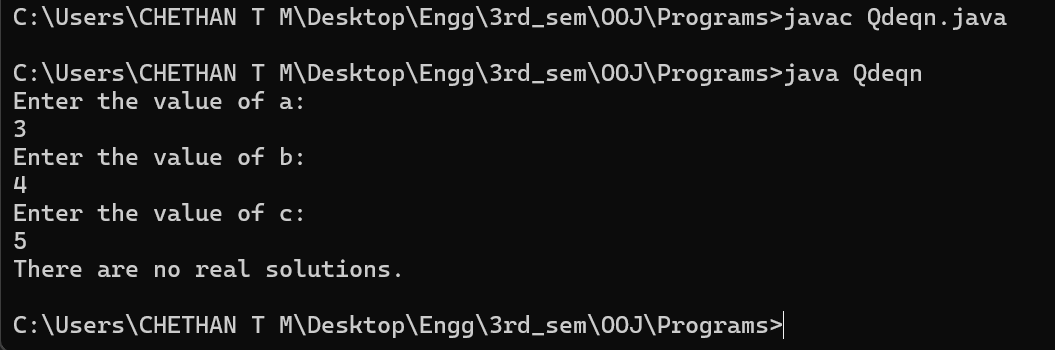 C:\Users\CHETHAN T M\Desktop\Engg\3rd_sem\OOJ\Programs>javac Qdeqn.java
C:\Users\CHETHAN T M\Desktop\Engg\3rd_sem\OOJ\Programs>java Qdeqn
Enter the value of a:
3
Enter the value of b:
4
Enter the value of c:
5
There are no real solutions.
C:\Users\CHETHAN T M\Desktop\Engg\3rd_sem\OOJ\Programs>